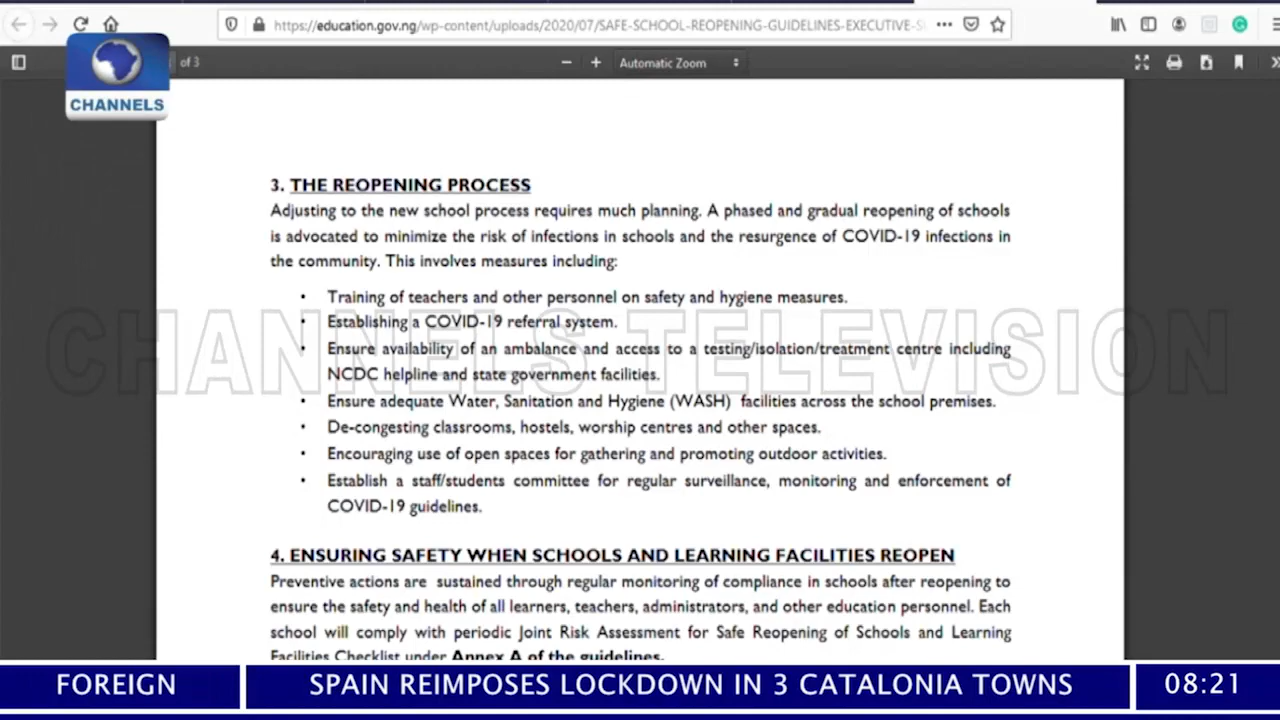 https://education.gov.ng/wp-content/uploads/2020/07/SAFE-SCHOOL-REOPENING-GUIDELINES-EXECUTIVE-S
of 3
Automatic Zoom
CHANNELS
3. THE REOPENING PROCESS
Adjusting to the new school process requires much planning. A phased and gradual reopening of schools
is advocated to minimize the risk of infections in schools and the resurgence of COVID-19 infections in
the community. This involves measures including:
• Training of teachers and other personnel on safety and hygiene measures.
• Establishing a COVID-19 referral system.
• Ensure availability of an ambalance and access to a testing/isolation/treatment centre including
NCDC helpline and state government facilities.
CHANNELS TELEVISION
• Ensure adequate Water, Sanitation and Hygiene (WASH) facilities across the school premises.
• De-congesting classrooms, hostels, worship centres and other spaces.
• Encouraging use of open spaces for gathering and promoting outdoor activities.
• Establish a staff/students committee for regular surveillance, monitoring and enforcement of
COVID-19 guidelines.
4. ENSURING SAFETY WHEN SCHOOLS AND LEARNING FACILITIES REOPEN
Preventive actions are sustained through regular monitoring of compliance in schools after reopening to
ensure the safety and health of all learners, teachers, administrators, and other education personnel. Each
school will comply with periodic Joint Risk Assessment for Safe Reopening of Schools and Learning
Facilities Checklist under Annex A of the guidelines.
FOREIGN
SPAIN REIMPOSES LOCKDOWN IN 3 CATALONIA TOWNS
08:21